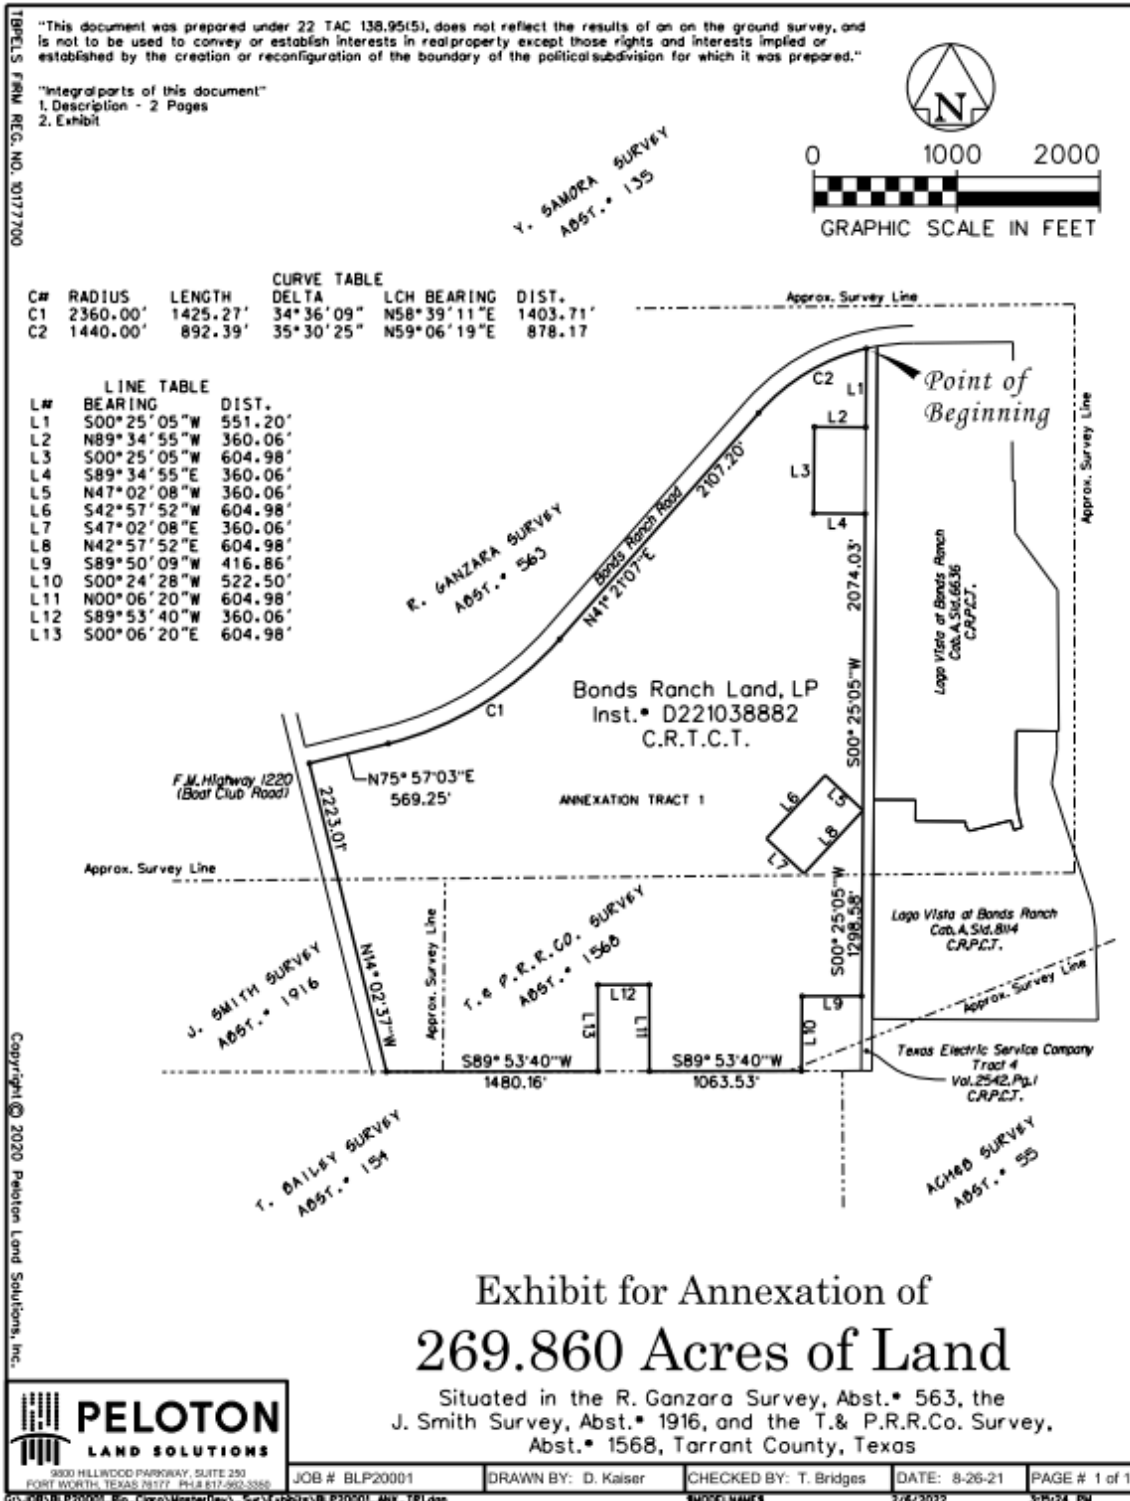 "This document was prepared under 22 TAC 138.95(5), does not reflect the results of an on the ground survey, and
is not to be used to convey or establish interests in real property except those rights and interests implied or
established by the creation or reconfiguration of the boundary of the political subdivision for which it was prepared."
"Integral parts of this document"
1. Description - 2 Pages
2. Exhibit
TBPELS FIRM REG. NO. 10177700
N
0 1000 2000
GRAPHIC SCALE IN FEET
Y. SAMORA SURVEY
ABST.# 135
CURVE TABLE
C# RADIUS LENGTH DELTA LCH BEARING DIST.
C1 2360.00' 1425.27' 34°36'09" N58°39'11"E 1403.71'
C2 1440.00' 892.39' 35°30'25" N59°06'19"E 878.17
LINE TABLE
L# BEARING DIST.
L1 S00°25'05"W 551.20'
L2 N89°34'55"W 360.06'
L3 S00°25'05"W 604.98'
L4 S89°34'55"E 360.06'
L5 N47°02'08"W 360.06'
L6 S42°57'52"W 604.98'
L7 S47°02'08"E 360.06'
L8 N42°57'52"E 604.98'
L9 S89°50'09"W 416.86'
L10 S00°24'28"W 522.50'
L11 N00°06'20"W 604.98'
L12 S89°53'40"W 360.06'
L13 S00°06'20"E 604.98'
Approx. Survey Line
Point of
Beginning
C2
L1
L2
L3
L4
2107.20'
Bonds Ranch Road
N41°21'07"E
R. GANZARA SURVEY
ABST.# 563
2074.03'
S00°25'05"W
Approx. Survey Line
Lago Vista at Bonds Ranch
Cab. A, Sld. 6636
C.R.P.C.T.
Bonds Ranch Land, LP
Inst.# D221038882
C.R.T.C.T.
C1
N75°57'03"E
569.25'
F.M. Highway 1220
(Boat Club Road)
ANNEXATION TRACT 1
L6
L5
L8
L7
2223.01'
N14°02'37"W
Approx. Survey Line
Approx. Survey Line
S00°25'05"W
1298.58'
Lago Vista at Bonds Ranch
Cab. A, Sld. 8114
C.R.P.C.T.
J. SMITH SURVEY
ABST.# 1916
T.& P.R.R.CO. SURVEY
ABST.# 1568
Approx. Survey Line
L12
L13
L11
L9
L10
S89°53'40"W
1480.16'
S89°53'40"W
1063.53'
Texas Electric Service Company
Tract 4
Vol. 2542, Pg. 1
C.R.P.C.T.
T. BAILEY SURVEY
ABST.# 154
ACH&B SURVEY
ABST.# 55
Copyright © 2020 Peloton Land Solutions, Inc.
Exhibit for Annexation of
269.860 Acres of Land
Situated in the R. Ganzara Survey, Abst.# 563, the
J. Smith Survey, Abst.# 1916, and the T.& P.R.R.Co. Survey,
Abst.# 1568, Tarrant County, Texas
PELOTON
LAND SOLUTIONS
9800 HILLWOOD PARKWAY, SUITE 250
FORT WORTH, TEXAS 76177 PH.# 817-562-3350
JOB # BLP20001 DRAWN BY: D. Kaiser CHECKED BY: T. Bridges DATE: 8-26-21 PAGE # 1 of 1
2/4/2022